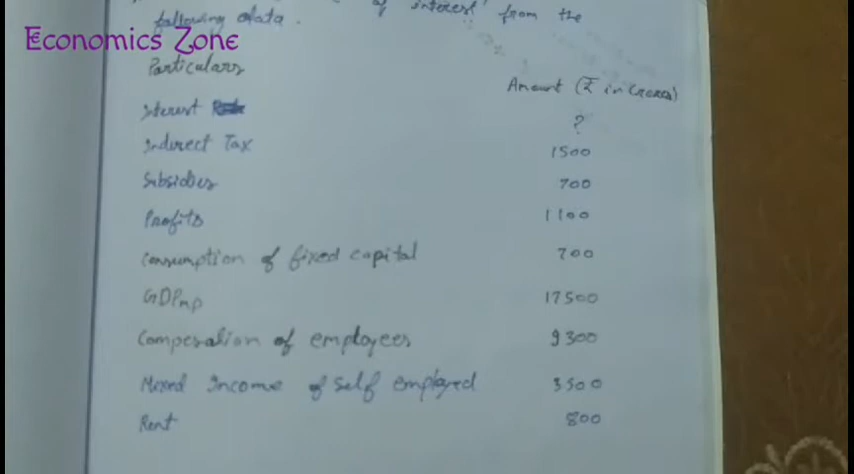 of interest from the
following data.
Economics Zone
Particulars
Amount (₹ in Crores)
Interest
?
Indirect Tax 1500
Subsidies 700
Profits 1100
Consumption of fixed capital 700
GDPmp 17500
Compensation of employees 9300
Mixed Income of self employed 3500
Rent 800